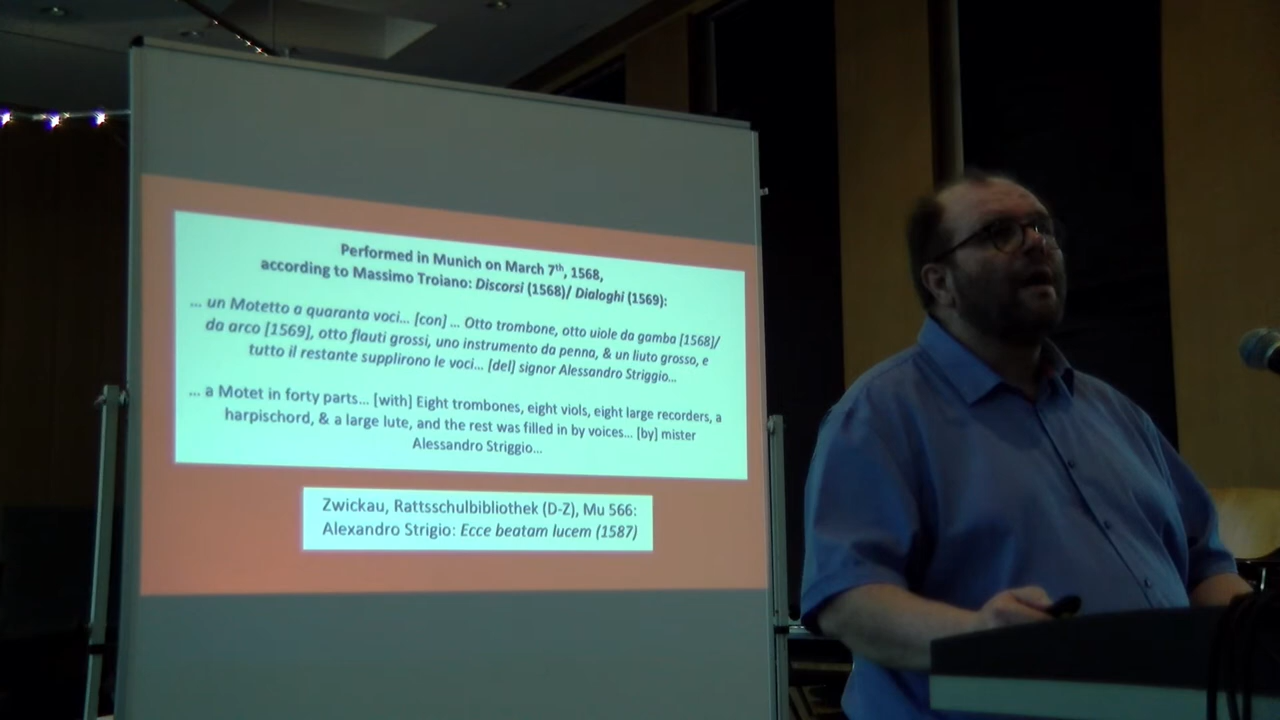 Performed in Munich on March 7th, 1568,
according to Massimo Troiano: Discorsi (1568)/ Dialoghi (1569):
... un Motetto a quaranta voci... [con] ... Otto trombone, otto uiole da gamba [1568]/
da arco [1569], otto flauti grossi, uno instrumento da penna, & un liuto grosso, e
tutto il restante supplirono le voci... [del] signor Alessandro Striggio...
... a Motet in forty parts... [with] Eight trombones, eight viols, eight large recorders, a
harpischord, & a large lute, and the rest was filled in by voices... [by] mister
Alessandro Striggio...
Zwickau, Rattsschulbibliothek (D-Z), Mu 566:
Alexandro Strigio: Ecce beatam lucem (1587)